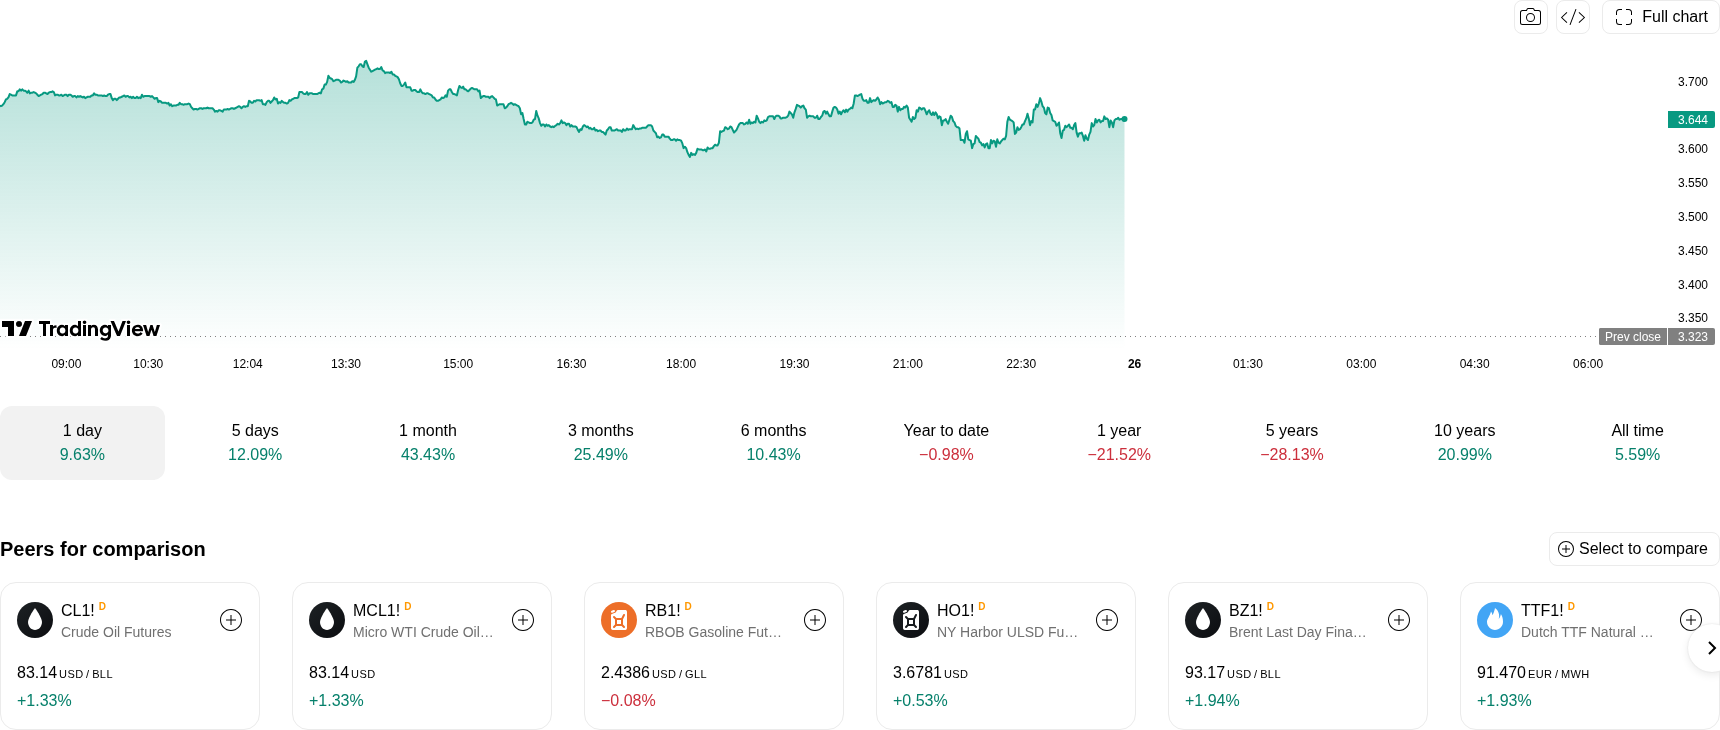 Full chart
3.700
3.644
3.600
3.550
3.500
3.450
3.400
3.350
TradingView
Prev close 3.323
09:00 10:30 12:04 13:30 15:00 16:30 18:00 19:30 21:00 22:30 26 01:30 03:00 04:30 06:00
1 day 5 days 1 month 3 months 6 months Year to date 1 year 5 years 10 years All time
9.63% 12.09% 43.43% 25.49% 10.43% −0.98% −21.52% −28.13% 20.99% 5.59%
Peers for comparison
Select to compare
CL1! D
Crude Oil Futures
83.14 USD / BLL
+1.33%
MCL1! D
Micro WTI Crude Oil…
83.14 USD
+1.33%
RB1! D
RBOB Gasoline Fut…
2.4386 USD / GLL
−0.08%
HO1! D
NY Harbor ULSD Fu…
3.6781 USD
+0.53%
BZ1! D
Brent Last Day Fina…
93.17 USD / BLL
+1.94%
TTF1! D
Dutch TTF Natural …
91.470 EUR / MWH
+1.93%